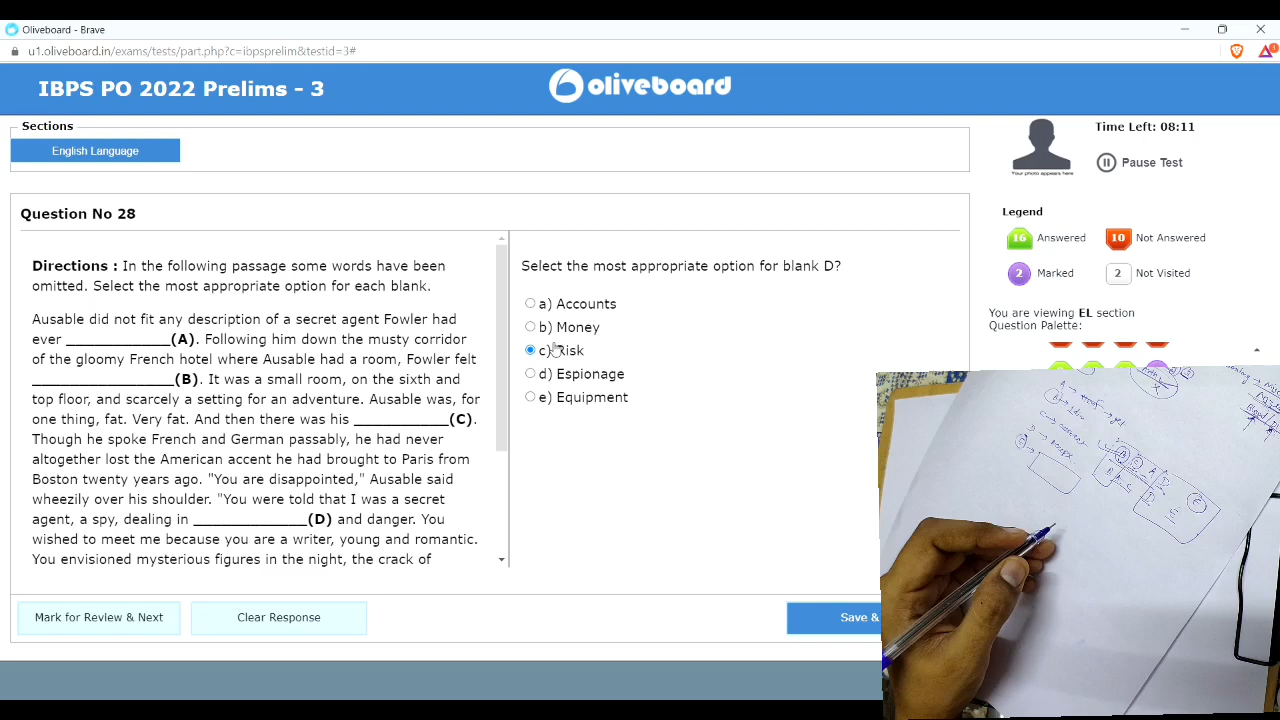 Oliveboard - Brave
u1.oliveboard.in/exams/tests/part.php?c=ibpsprelim&testid=3#
IBPS PO 2022 Prelims - 3
oliveboard
Sections
English Language
Time Left: 08:11
Your photo appears here
Pause Test
Legend
16 Answered
10 Not Answered
2 Marked
2 Not Visited
You are viewing EL section
Question Palette:
Question No 28
Directions : In the following passage some words have been
omitted. Select the most appropriate option for each blank.
Ausable did not fit any description of a secret agent Fowler had
ever ____________(A). Following him down the musty corridor
of the gloomy French hotel where Ausable had a room, Fowler felt
________________(B). It was a small room, on the sixth and
top floor, and scarcely a setting for an adventure. Ausable was, for
one thing, fat. Very fat. And then there was his ___________(C).
Though he spoke French and German passably, he had never
altogether lost the American accent he had brought to Paris from
Boston twenty years ago. "You are disappointed," Ausable said
wheezily over his shoulder. "You were told that I was a secret
agent, a spy, dealing in _____________(D) and danger. You
wished to meet me because you are a writer, young and romantic.
You envisioned mysterious figures in the night, the crack of
Select the most appropriate option for blank D?
a) Accounts
b) Money
c) Risk
d) Espionage
e) Equipment
Mark for Review & Next
Clear Response
Save &